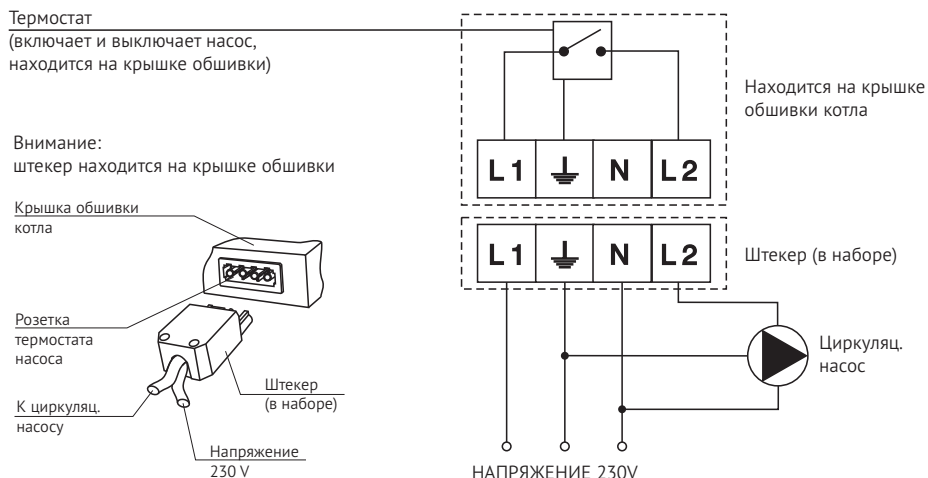 Термостат
(включает и выключает насос,
находится на крышке обшивки)
Находится на крышке
обшивки котла
Внимание:
штекер находится на крышке обшивки
L1 ⏚ N L2
Крышка обшивки
котла
L1 ⏚ N L2
Штекер (в наборе)
Розетка
термостата
насоса
Циркуляц.
насос
Штекер
(в наборе)
К циркуляц.
насосу
Напряжение
230 V
НАПРЯЖЕНИЕ 230V